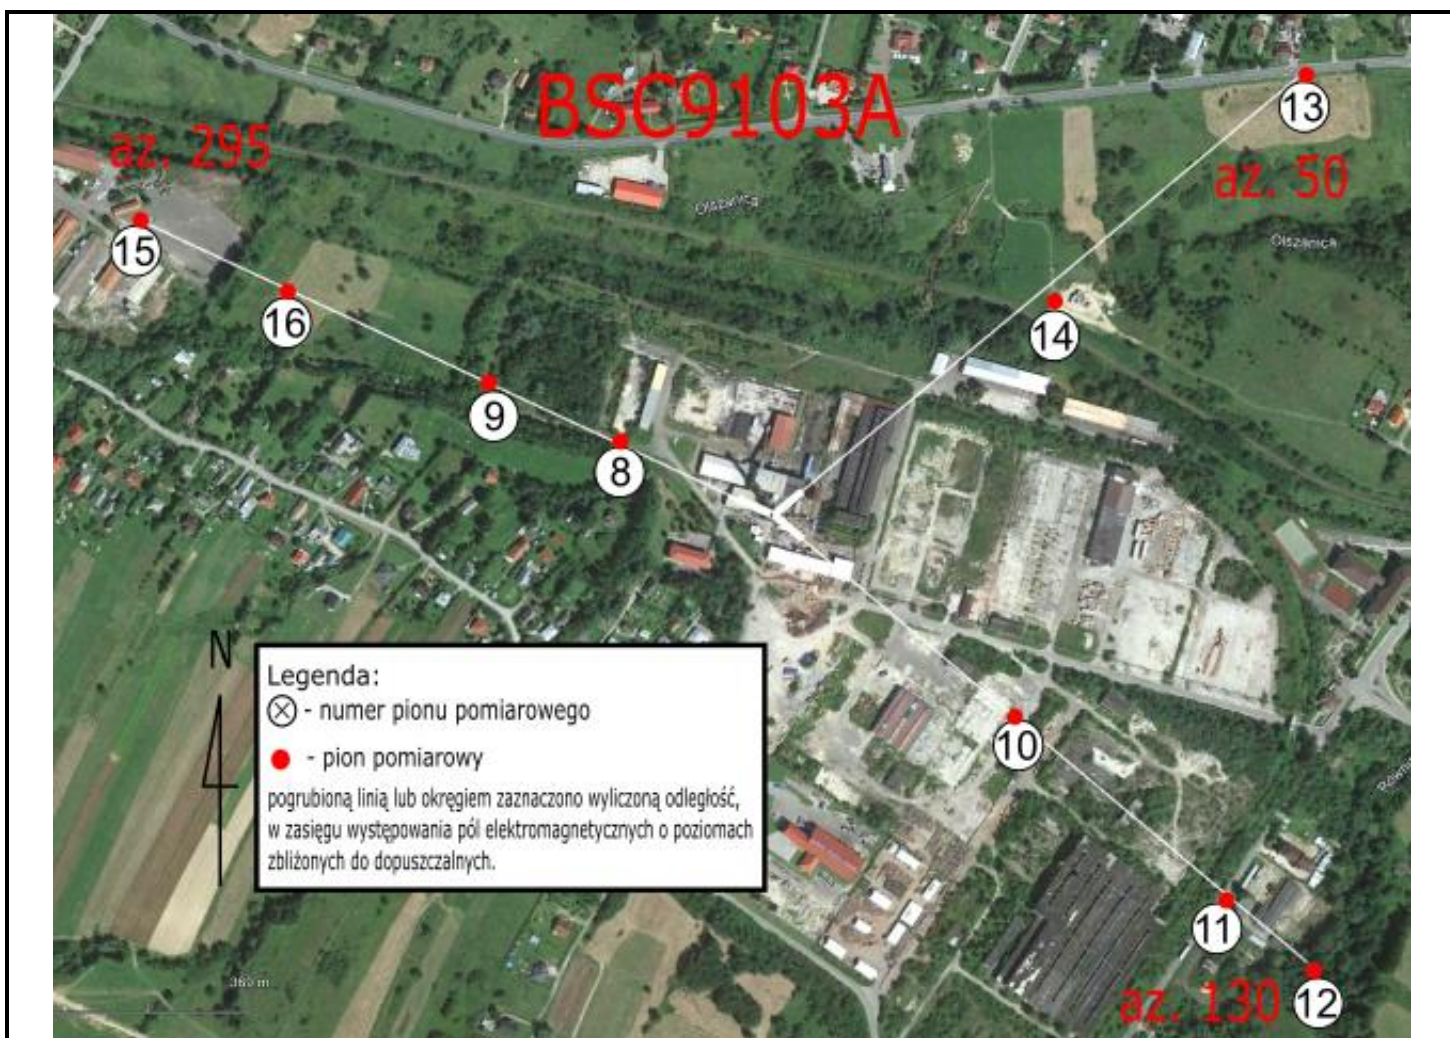 BSC9103A
az. 295
13
az. 50
Olszanica
Olszanica
15
16
14
9
8
N
Legenda:
- numer pionu pomiarowego
- pion pomiarowy
pogrubioną linią lub okręgiem zaznaczono wyliczoną odległość,
w zasięgu występowania pól elektromagnetycznych o poziomach
zbliżonych do dopuszczalnych.
10
11
12
az. 130